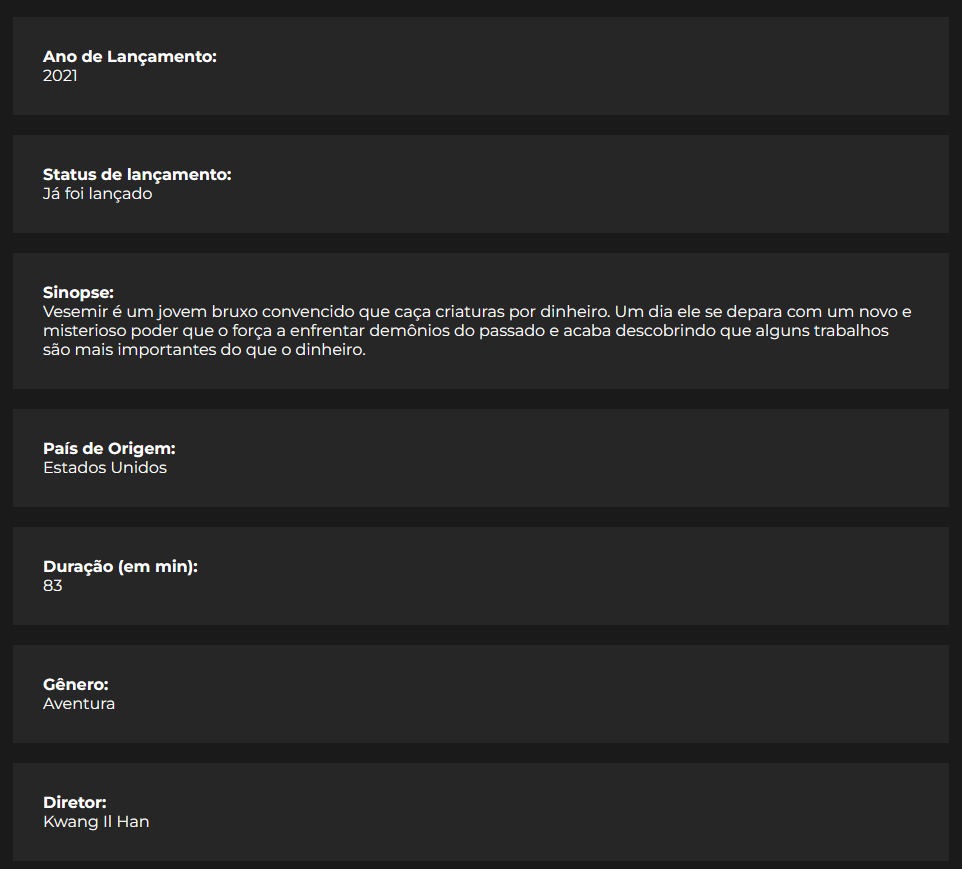 Ano de Lançamento:
2021
Status de lançamento:
Já foi lançado
Sinopse:
Vesemir é um jovem bruxo convencido que caça criaturas por dinheiro. Um dia ele se depara com um novo e
misterioso poder que o força a enfrentar demônios do passado e acaba descobrindo que alguns trabalhos
são mais importantes do que o dinheiro.
País de Origem:
Estados Unidos
Duração (em min):
83
Gênero:
Aventura
Diretor:
Kwang Il Han